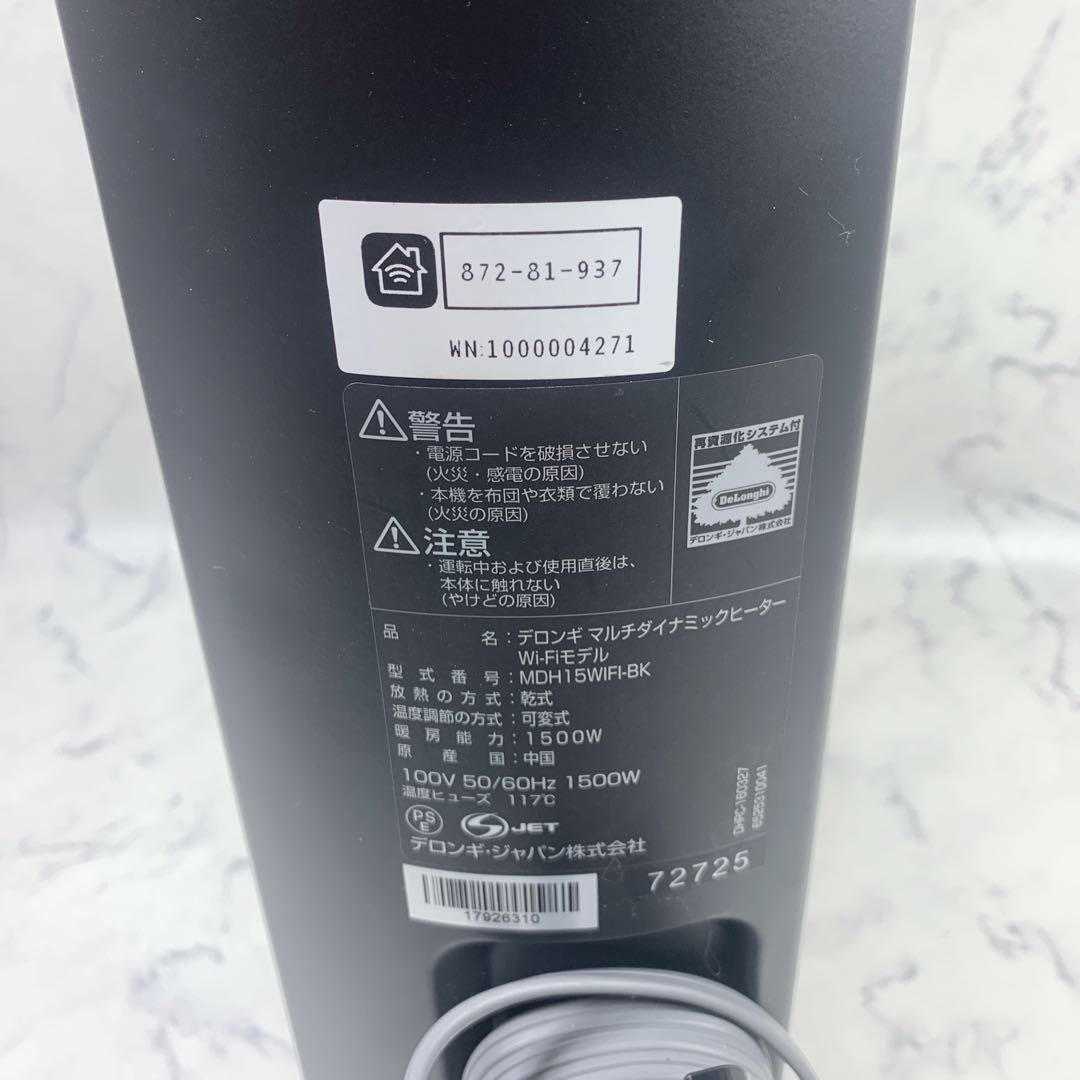 872-81-937
WN:1000004271
警告
・電源コードを破損させない
(火災・感電の原因)
・本機を布団や衣類で覆わない
(火災の原因)
注意
・運転中および使用直後は、
本体に触れない
(やけどの原因)
再資源化システム付
DeLonghi
デロンギ・ジャパン株式会社
品名：デロンギ マルチダイナミックヒーター
Wi-Fiモデル
型式番号：MDH15WIFI-BK
放熱の方式：乾式
温度調節の方式：可変式
暖房能力：1500W
原産国：中国
100V 50/60Hz 1500W
温度ヒューズ 117℃
PS
E
S JET
デロンギ・ジャパン株式会社
DHPC-160327
6525310041
72725
17926310